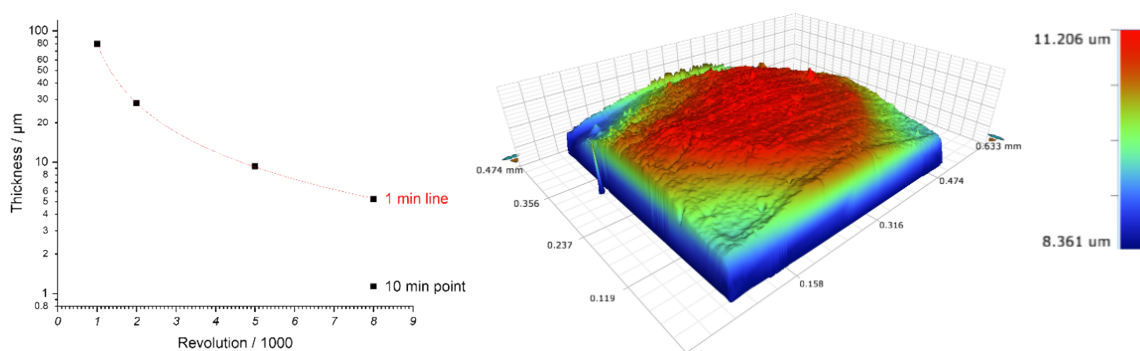 Thickness / µm
100
80
60
50
40
30
20
10
8
6
5
4
3
2
1
0.8
0 1 2 3 4 5 6 7 8 9
Revolution / 1000
1 min line
10 min point
0.474 mm
0.356
0.237
0.119
0.158
0.316
0.474
0.633 mm
11.206 um
8.361 um